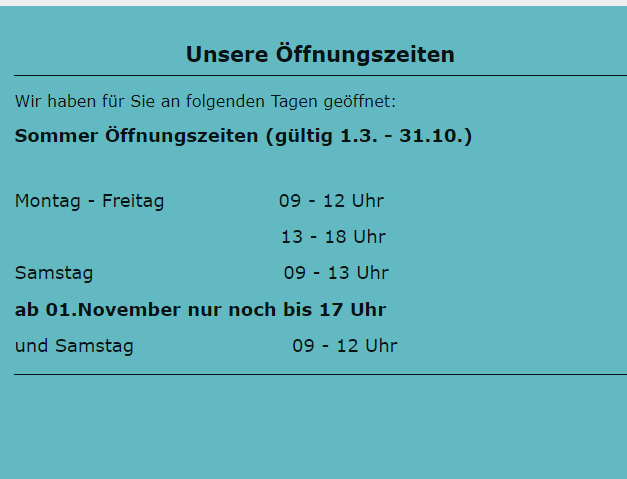 Unsere Öffnungszeiten
Wir haben für Sie an folgenden Tagen geöffnet:
Sommer Öffnungszeiten (gültig 1.3. - 31.10.)
Montag - Freitag 09 - 12 Uhr
13 - 18 Uhr
Samstag 09 - 13 Uhr
ab 01.November nur noch bis 17 Uhr
und Samstag 09 - 12 Uhr